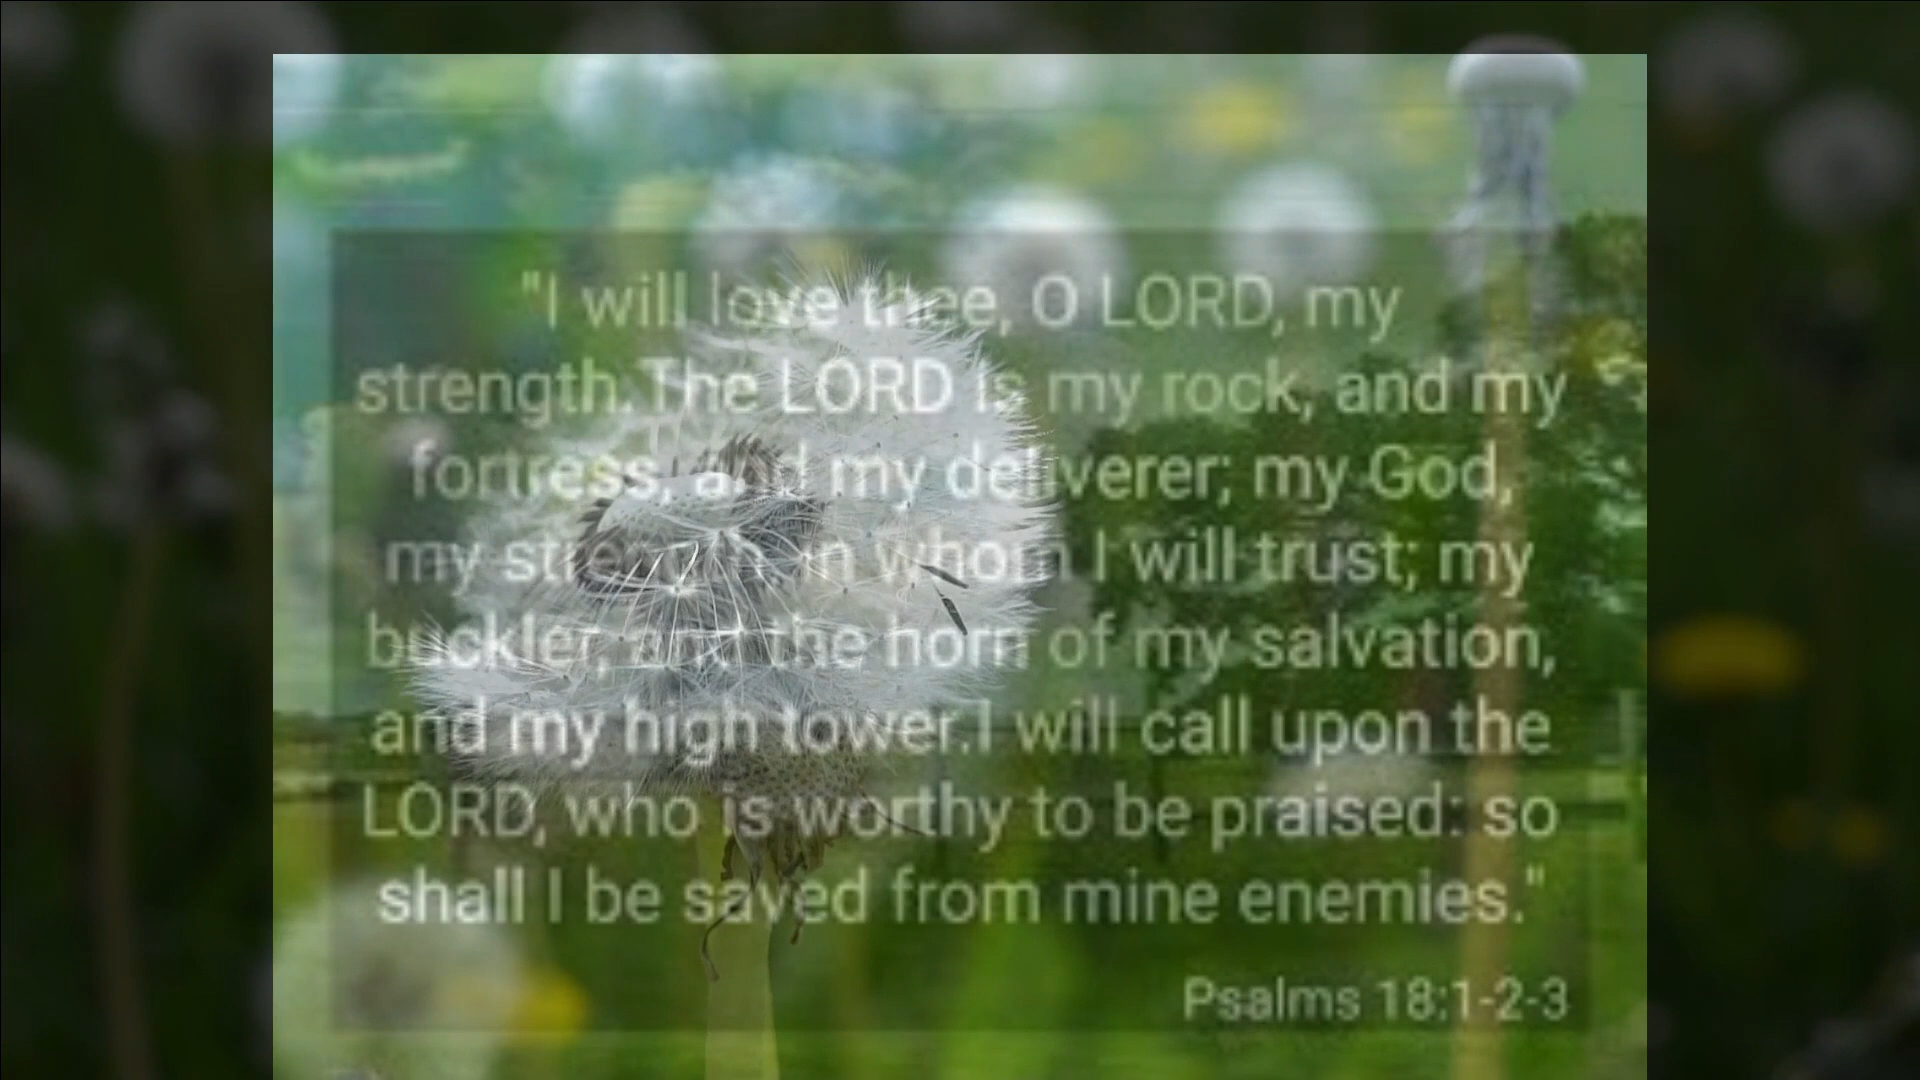 "I will love thee, O LORD, my
strength.The LORD is my rock, and my
fortress, and my deliverer; my God,
my strength, in whom I will trust; my
buckler, and the horn of my salvation,
and my high tower.I will call upon the
LORD, who is worthy to be praised: so
shall I be saved from mine enemies."
Psalms 18:1-2-3